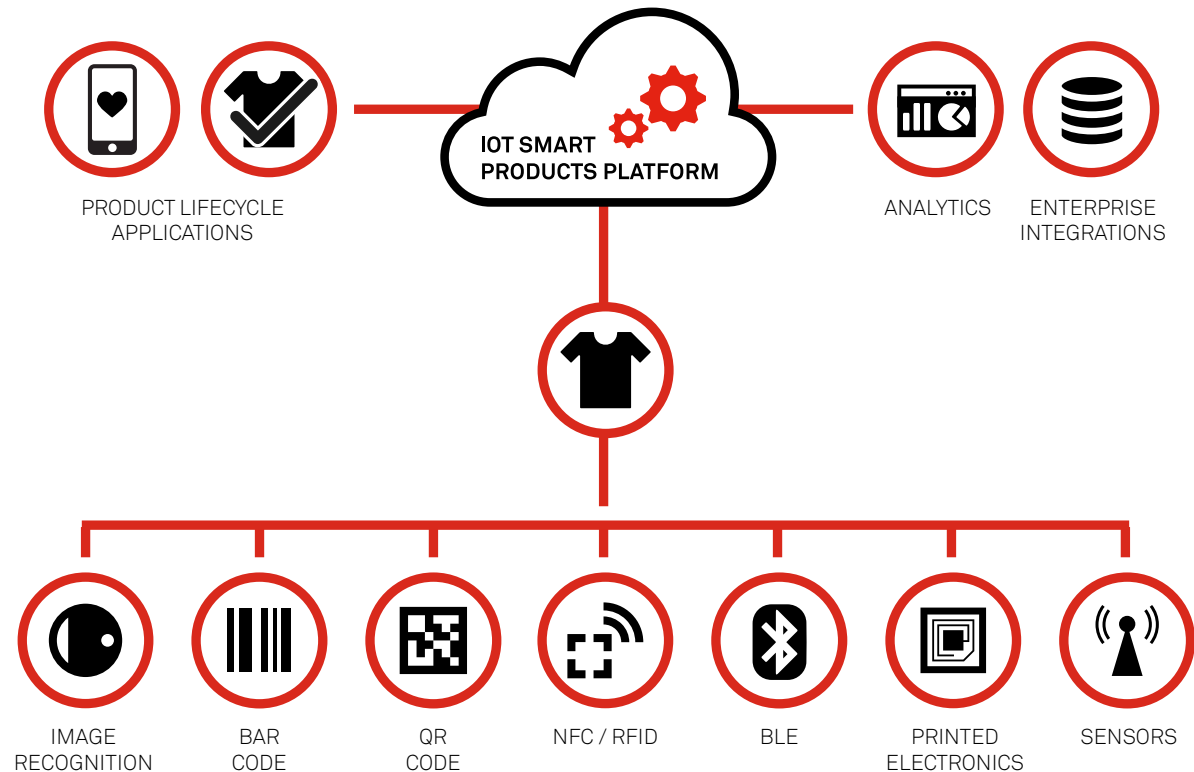 IOT SMART
PRODUCTS PLATFORM
PRODUCT LIFECYCLE
APPLICATIONS
ANALYTICS
ENTERPRISE
INTEGRATIONS
IMAGE
RECOGNITION
BAR
CODE
QR
CODE
NFC / RFID
BLE
PRINTED
ELECTRONICS
SENSORS